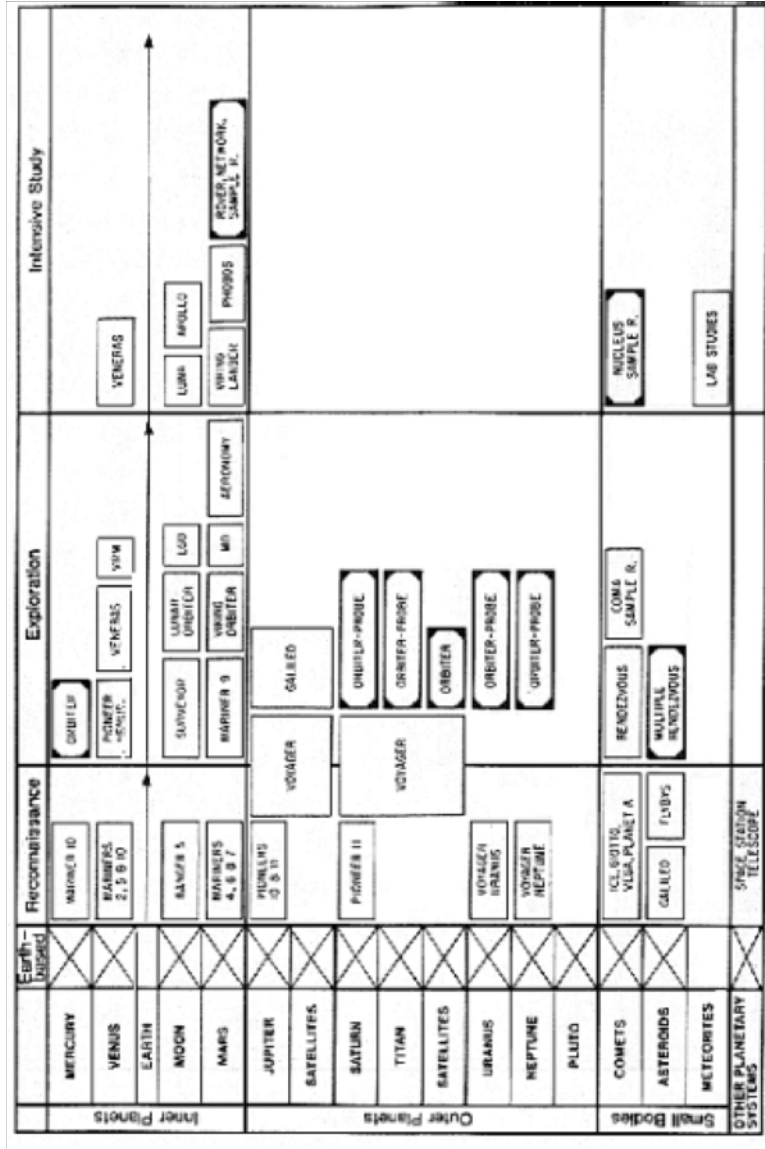 Earth-based
Reconnaissance
Exploration
Intensive Study
Inner Planets
MERCURY
MARINER 10
ORBITER
VENUS
MARINERS
2, 5 & 10
PIONEER
VENUS
VENERAS
VRM
VENERAS
EARTH
MOON
RANGER 5
SURVEYOR
LUNAR
ORBITER
LGO
LUNA
APOLLO
MARS
MARINERS
4, 6 & 7
MARINER 9
VIKING
ORBITER
MO
AERONOMY
VIKING
LANDER
PHOBOS
ROVER, NETWORK,
SAMPLE R.
Outer Planets
JUPITER
PIONEERS
10 & 11
VOYAGER
GALILEO
SATELLITES
SATURN
PIONEER 11
VOYAGER
ORBITER-PROBE
TITAN
ORBITER-PROBE
SATELLITES
ORBITER
URANUS
VOYAGER
URANUS
ORBITER-PROBE
NEPTUNE
VOYAGER
NEPTUNE
ORBITER-PROBE
PLUTO
Small Bodies
COMETS
ICE, GIOTTO,
VEGA, PLANET A
RENDEZVOUS
COMA
SAMPLE R.
NUCLEUS
SAMPLE R.
ASTEROIDS
GALILEO
FLYBYS
MULTIPLE
RENDEZVOUS
METEORITES
LAB STUDIES
OTHER PLANETARY
SYSTEMS
SPACE STATION
TELESCOPE